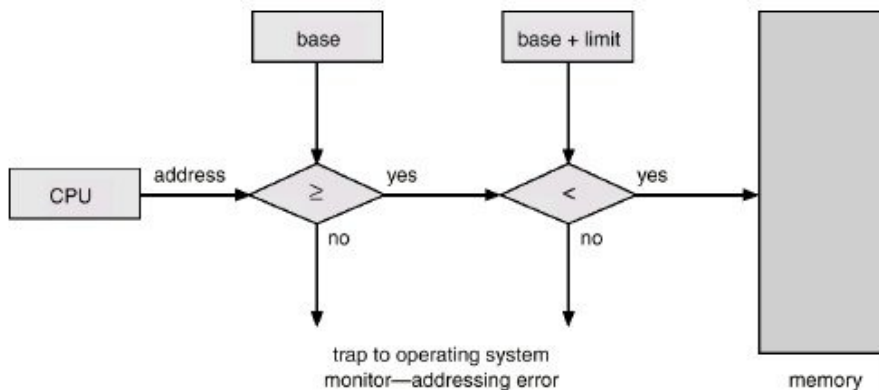 base
base + limit
CPU
address
≥
yes
<
yes
no
no
trap to operating system
monitor—addressing error
memory